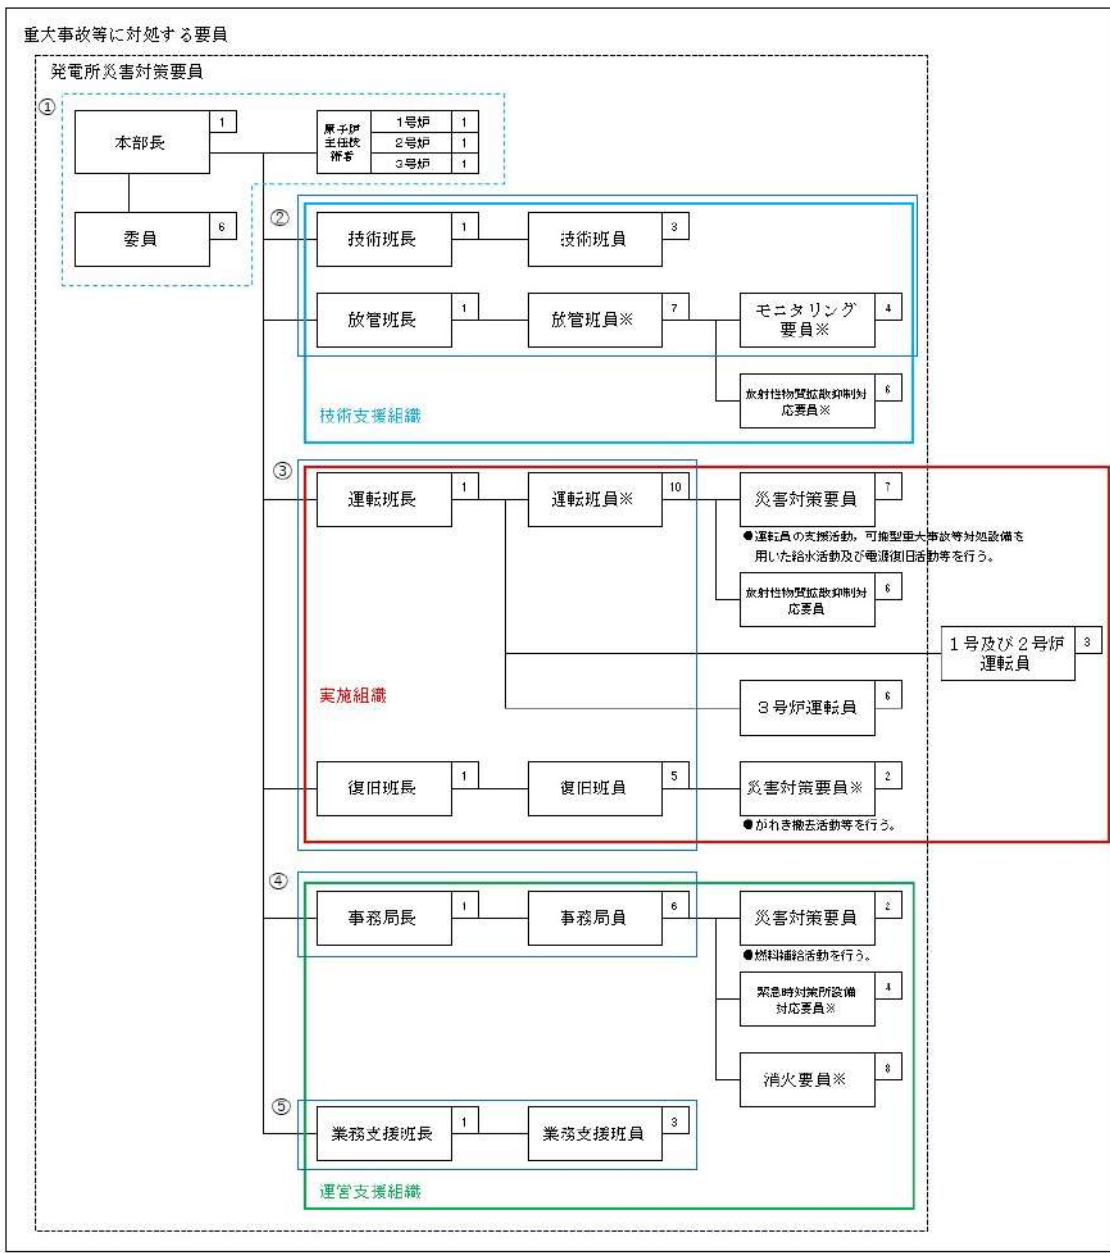 重大事故等に対処する要員
発電所災害対策要員
①
本部長
1
原子炉
主任技
術者
1号炉
1
2号炉
1
3号炉
1
委員
6
②
技術班長
1
技術班員
3
放管班長
1
放管班員※
7
モニタリング
要員※
4
放射性物質拡散抑制対
応要員※
6
技術支援組織
③
運転班長
1
運転班員※
10
災害対策要員
7
●運転員の支援活動，可搬型重大事故等対処設備を
用いた給水活動及び電源復旧活動等を行う。
放射性物質拡散抑制対
応要員
6
1号及び2号炉
運転員
3
実施組織
3号炉運転員
6
復旧班長
1
復旧班員
5
災害対策要員※
2
●がれき撤去活動等を行う。
④
事務局長
1
事務局員
6
災害対策要員
2
●燃料補給活動を行う。
緊急時対策所設備
対応要員※
4
消火要員※
8
⑤
業務支援班長
1
業務支援班員
3
運営支援組織